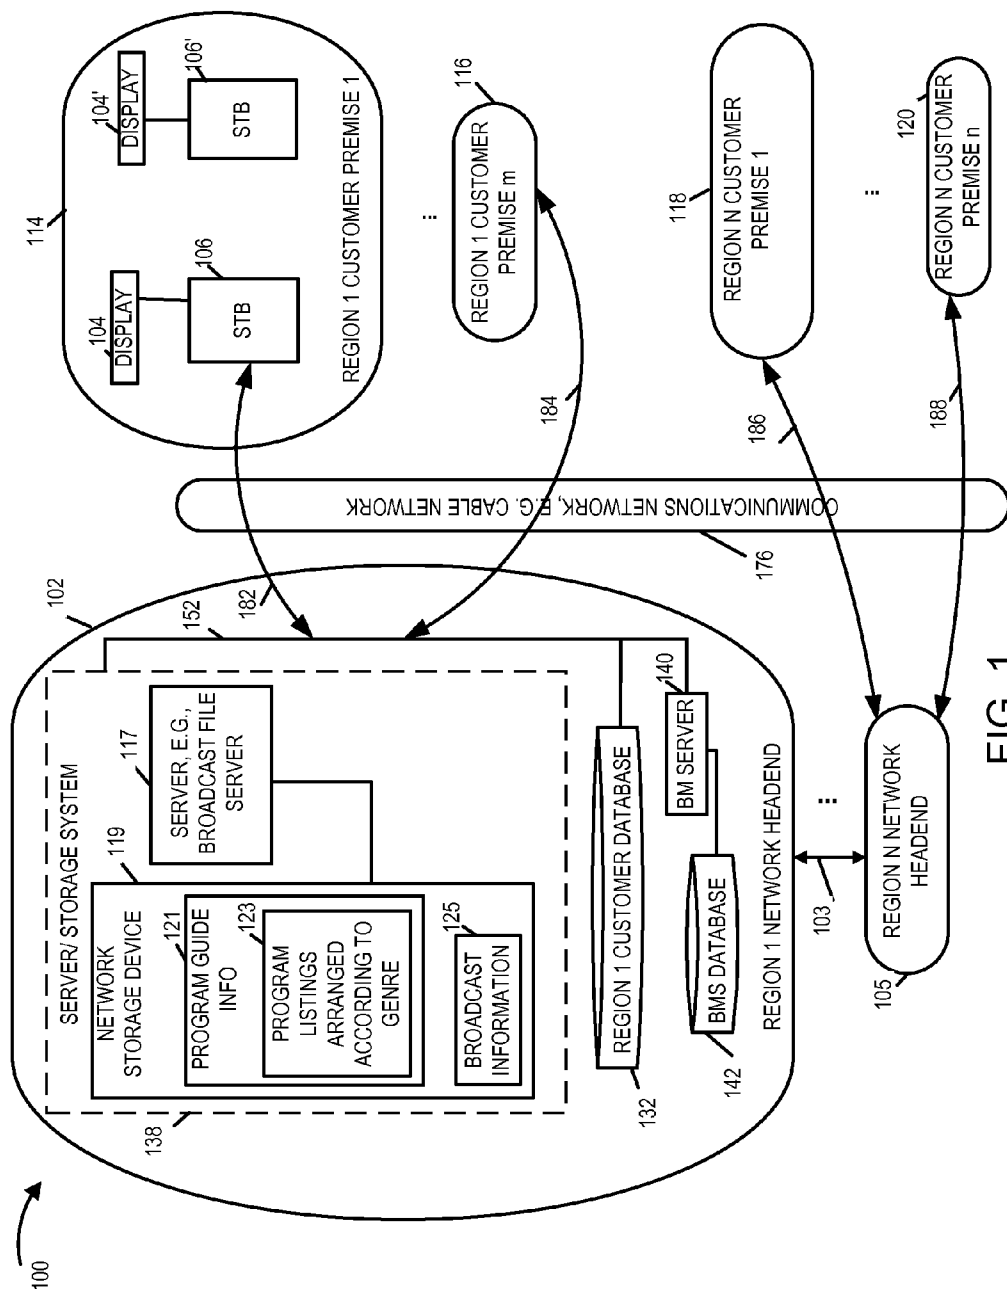 100
102
SERVER/ STORAGE SYSTEM
138
119
NETWORK
STORAGE DEVICE
121
PROGRAM GUIDE
INFO
123
PROGRAM
LISTINGS
ARRANGED
ACCORDING TO
GENRE
125
BROADCAST
INFORMATION
117
SERVER, E.G.,
BROADCAST FILE
SERVER
152
132
REGION 1 CUSTOMER DATABASE
140
BM SERVER
142
BMS DATABASE
REGION 1 NETWORK HEADEND
103
...
105
REGION N NETWORK
HEADEND
182
184
186
188
176
COMMUNICATIONS NETWORK, E.G. CABLE NETWORK
114
104
DISPLAY
106
STB
104'
DISPLAY
106'
STB
REGION 1 CUSTOMER PREMISE 1
...
116
REGION 1 CUSTOMER
PREMISE m
118
REGION N CUSTOMER
PREMISE 1
...
120
REGION N CUSTOMER
PREMISE n
FIG. 1